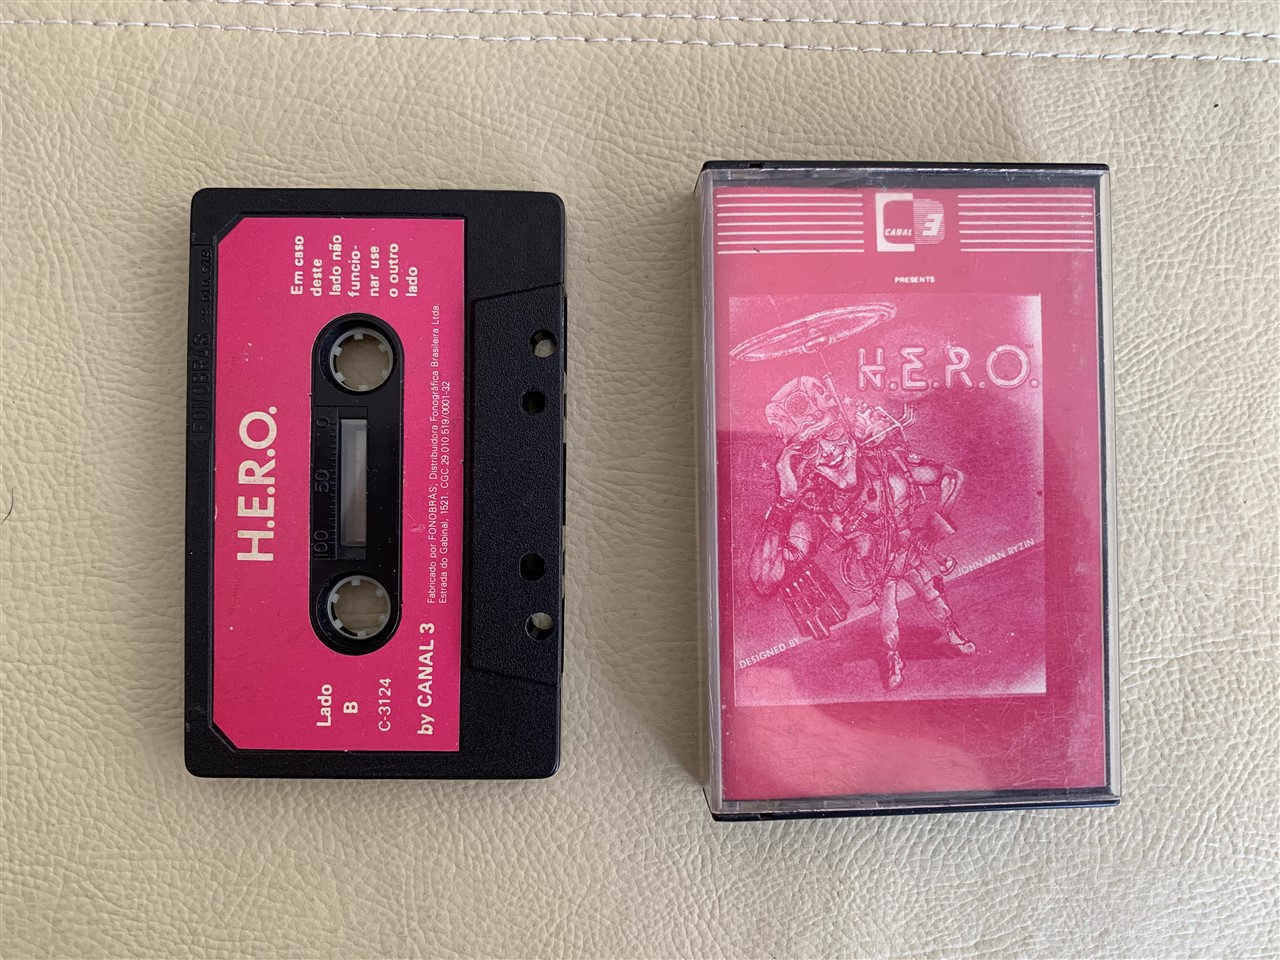 H.E.R.O.
Em caso
deste
lado não
funcio-
nar use
o outro
lado
100 50 0
Lado
B
C-3124
Fabricado por FONOBRÁS, Distribuidora Fonográfica Brasileira Ltda.
Estrada do Gabinal, 1521. CGC.29.010.519/0001-32
by CANAL 3
FONOBRAS
CANAL 3
PRESENTS
H.E.R.O.™
DESIGNED BY JOHN VAN RYZIN